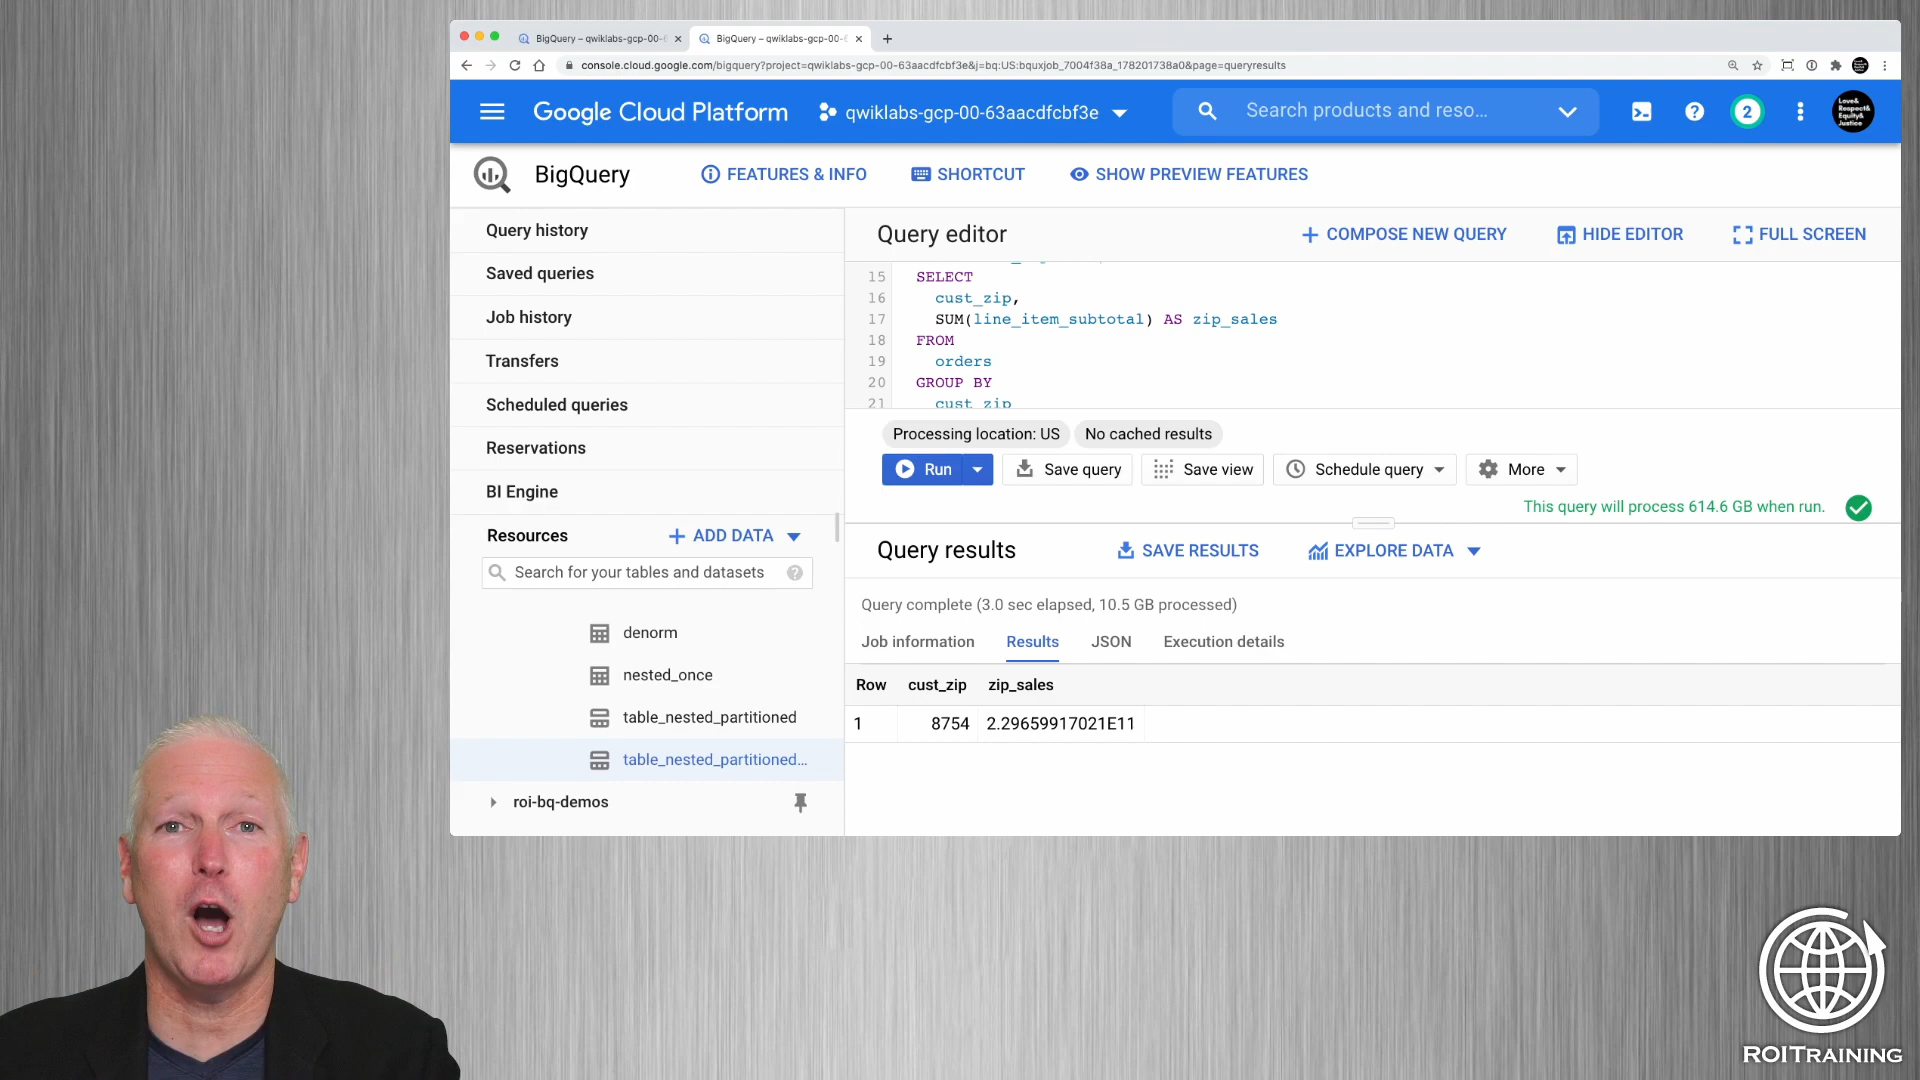 BigQuery – qwiklabs-gcp-00-6
BigQuery – qwiklabs-gcp-00-6
console.cloud.google.com/bigquery?project=qwiklabs-gcp-00-63aacdfcbf3e&j=bq:US:bquxjob_7004f38a_178201738a0&page=queryresults
Google Cloud Platform
qwiklabs-gcp-00-63aacdfcbf3e
Search products and reso...
2
Love&
Respect&
Equity&
Justice
BigQuery
FEATURES & INFO
SHORTCUT
SHOW PREVIEW FEATURES
Query history
Saved queries
Job history
Transfers
Scheduled queries
Reservations
BI Engine
Resources
ADD DATA
Search for your tables and datasets
denorm
nested_once
table_nested_partitioned
table_nested_partitioned...
roi-bq-demos
Query editor
COMPOSE NEW QUERY
HIDE EDITOR
FULL SCREEN
15 SELECT
16 cust_zip,
17 SUM(line_item_subtotal) AS zip_sales
18 FROM
19 orders
20 GROUP BY
21 cust_zip
Processing location: US
No cached results
Run
Save query
Save view
Schedule query
More
This query will process 614.6 GB when run.
Query results
SAVE RESULTS
EXPLORE DATA
Query complete (3.0 sec elapsed, 10.5 GB processed)
Job information
Results
JSON
Execution details
Row cust_zip zip_sales
1 8754 2.29659917021E11
ROITRAINING